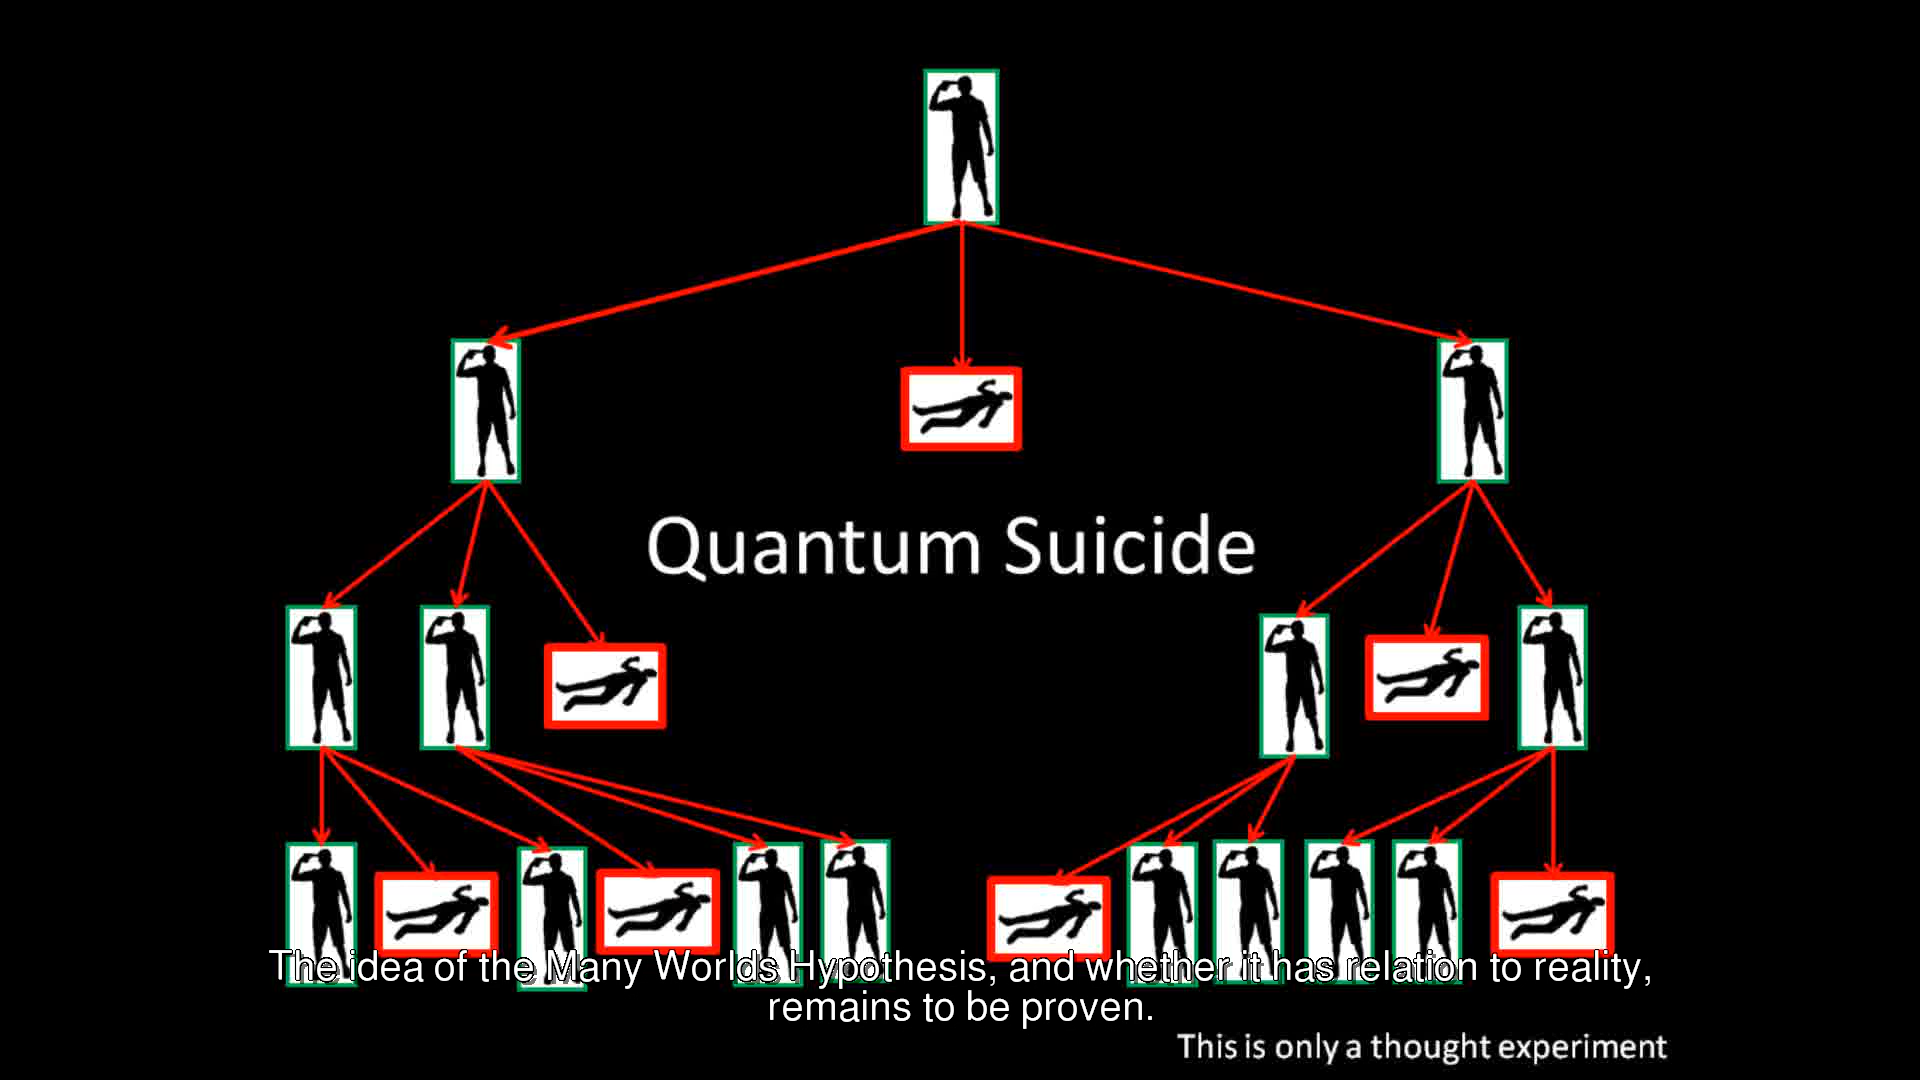 Quantum Suicide
The idea of the Many Worlds Hypothesis, and whether it has relation to reality,
remains to be proven.
This is only a thought experiment